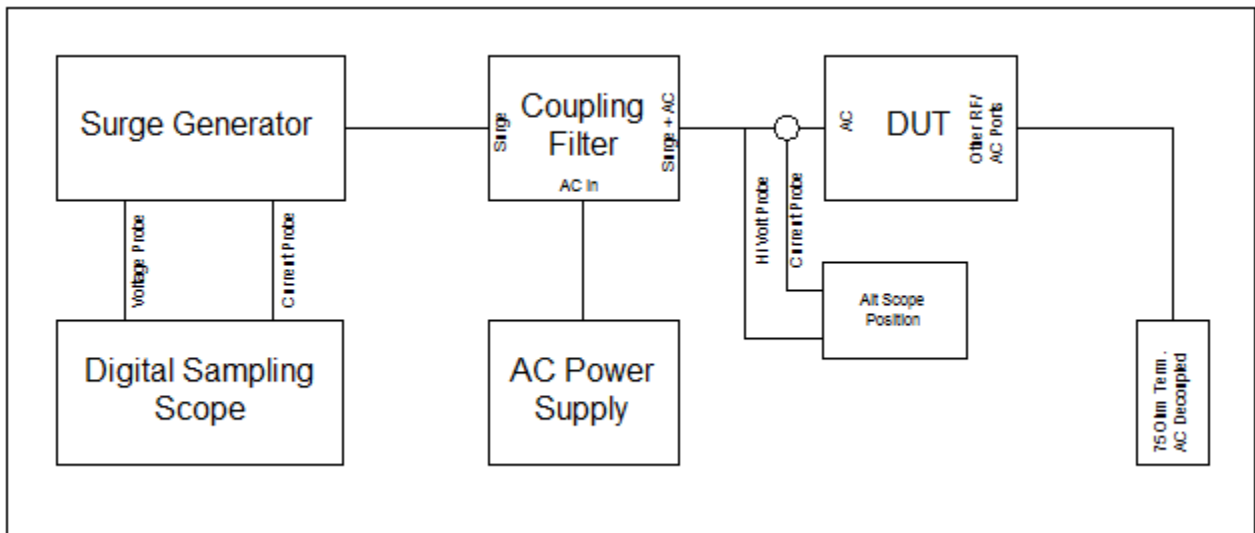 Surge Generator
Surge
Coupling
Filter
AC In
Surge + AC
AC
DUT
Other RF/
AC Ports
Voltage Probe
Current Probe
Hi Volt Probe
Current Probe
Alt Scope
Position
Digital Sampling
Scope
AC Power
Supply
75 Ohm Term.
AC Decoupled